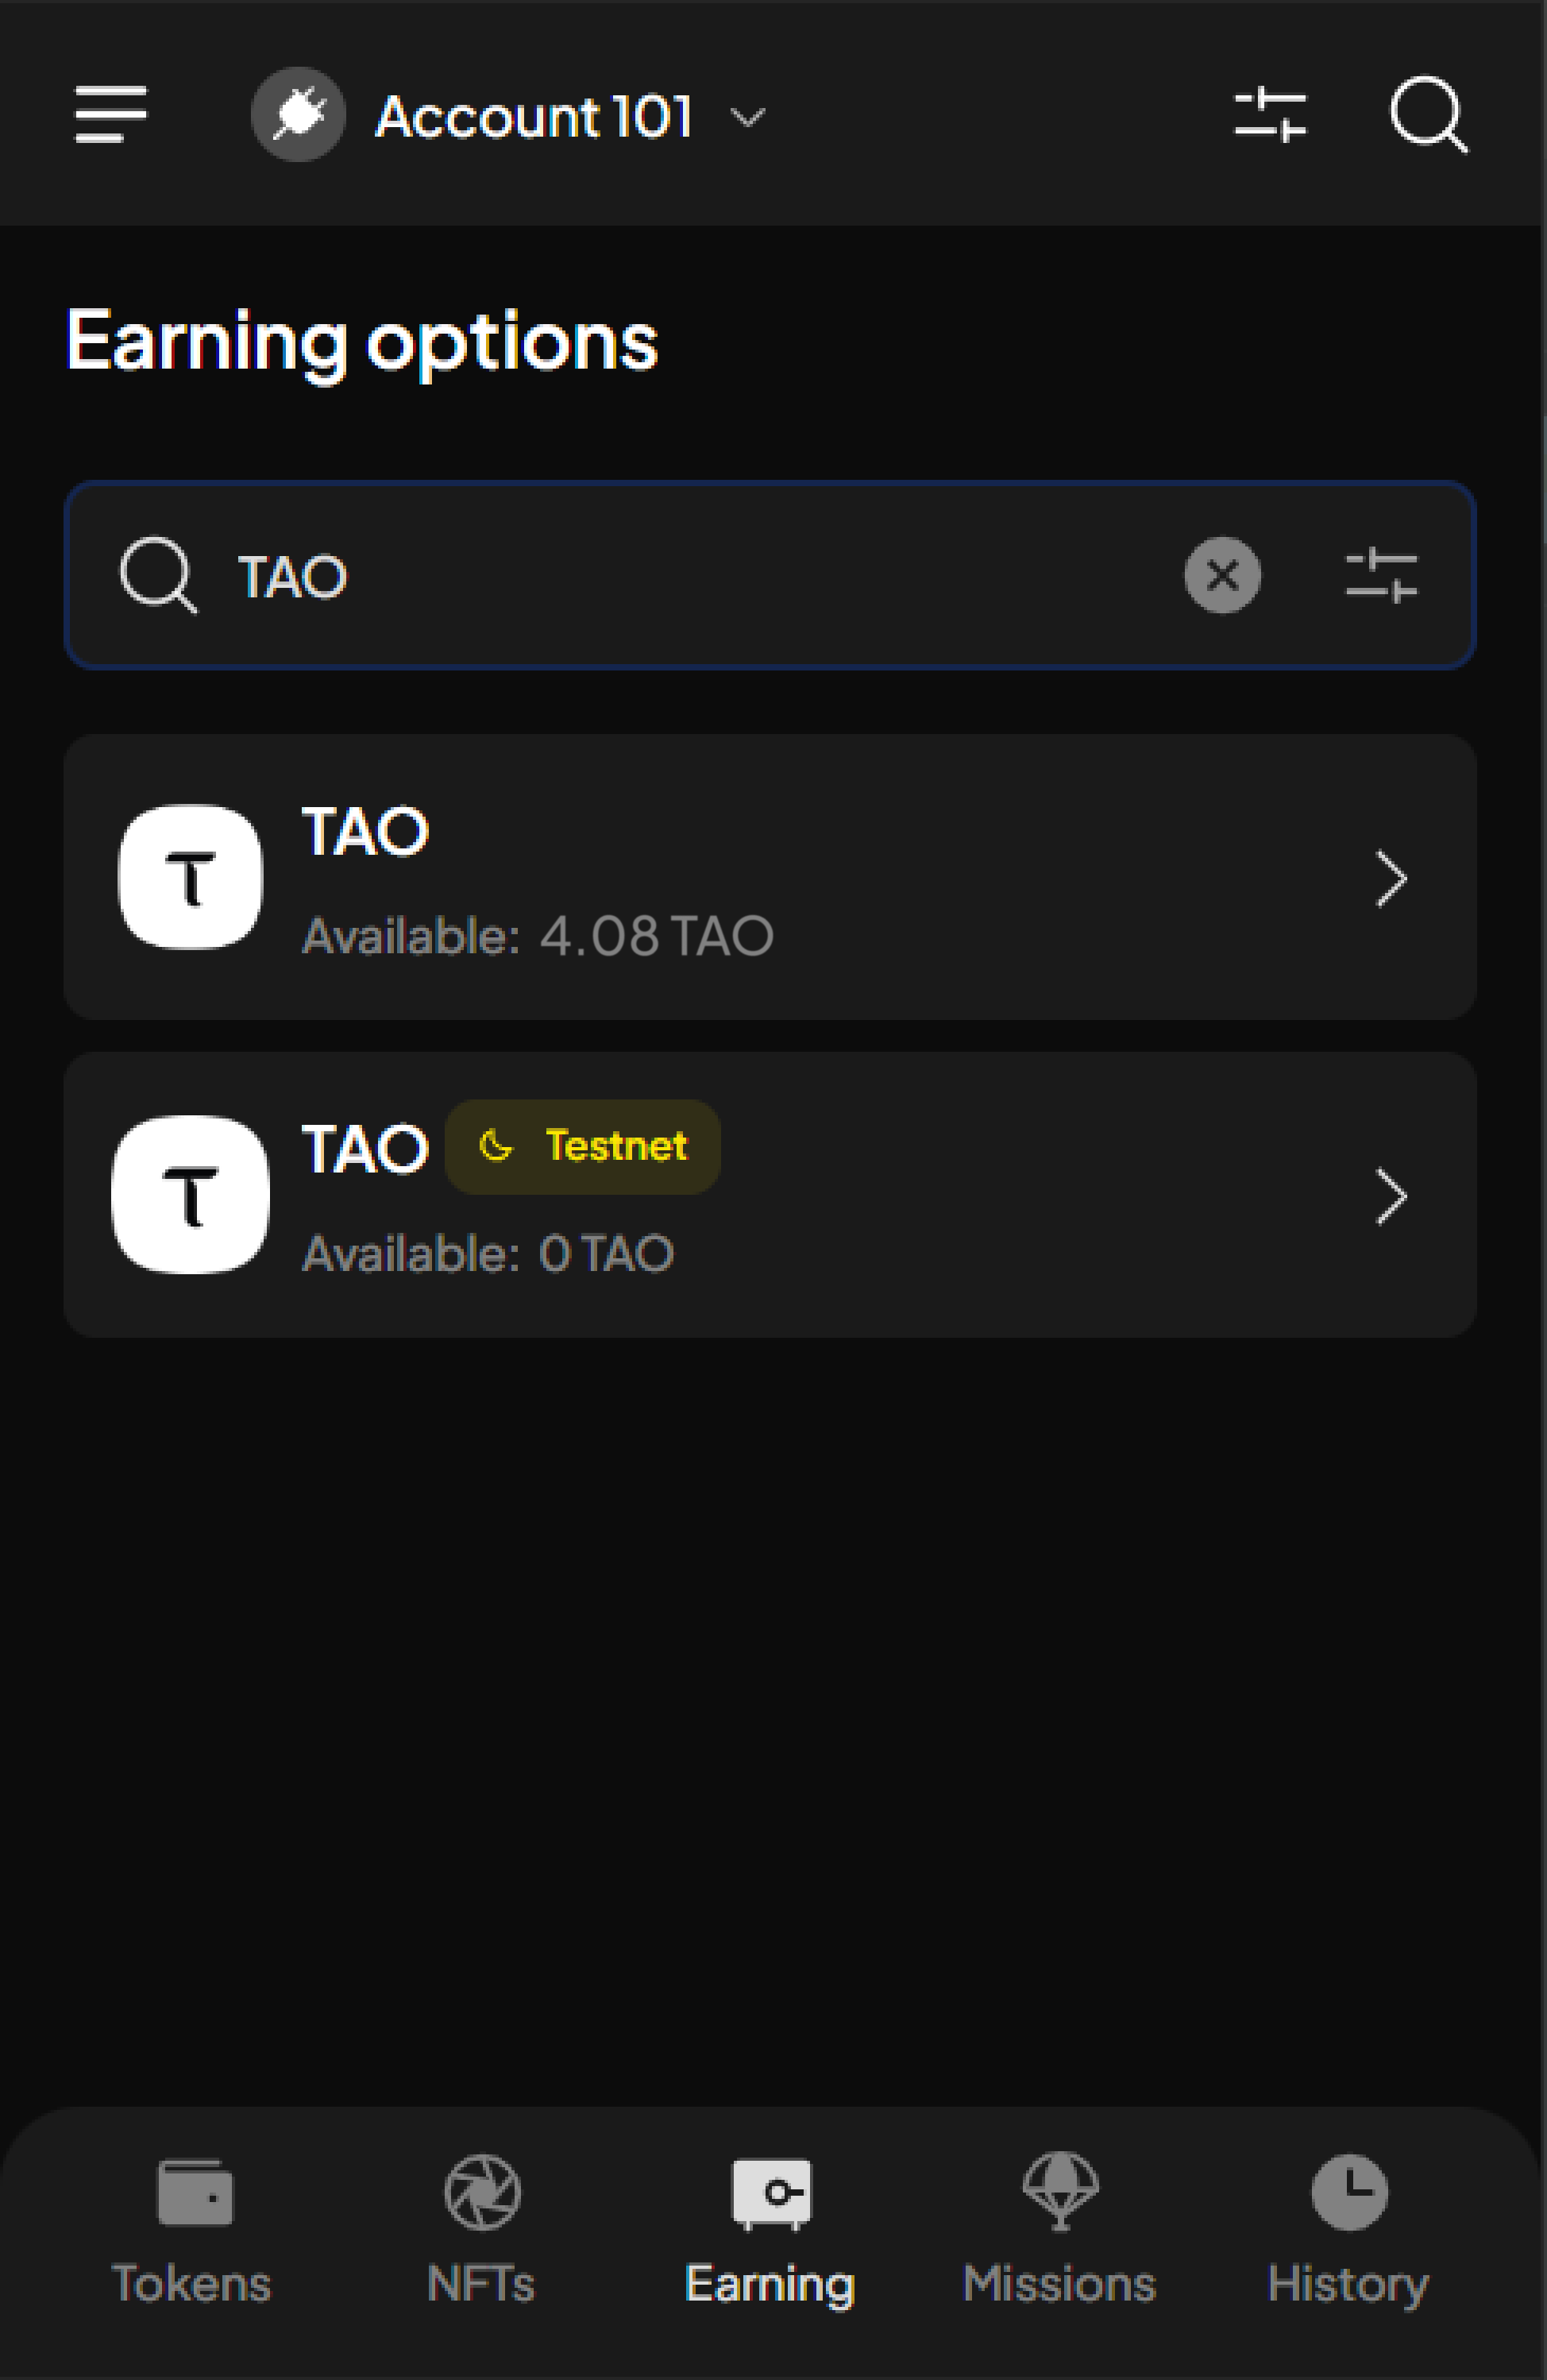 Account 101
Earning options
TAO
TAO
Available: 4.08 TAO
TAO Testnet
Available: 0 TAO
Tokens NFTs Earning Missions History